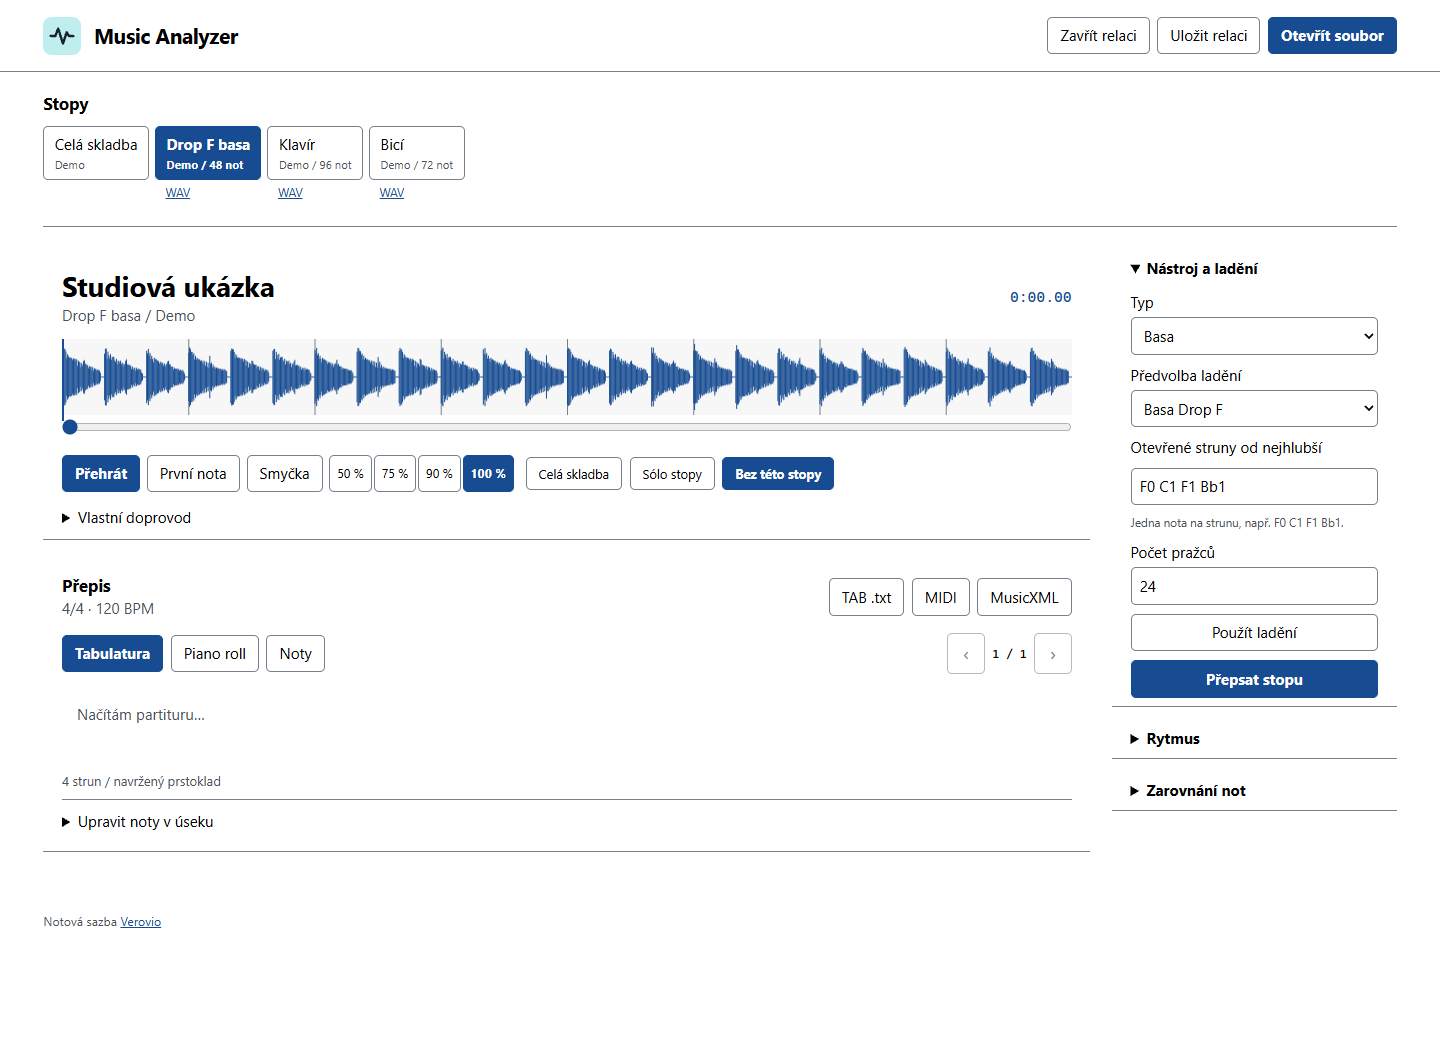 Music Analyzer
Zavřít relaci
Uložit relaci
Otevřít soubor
Stopy
Celá skladba
Demo
Drop F basa
Demo / 48 not
WAV
Klavír
Demo / 96 not
WAV
Bicí
Demo / 72 not
WAV
Studiová ukázka
Drop F basa / Demo
0:00.00
Přehrát
První nota
Smyčka
50 %
75 %
90 %
100 %
Celá skladba
Sólo stopy
Bez této stopy
Vlastní doprovod
Přepis
4/4 · 120 BPM
TAB .txt
MIDI
MusicXML
Tabulatura
Piano roll
Noty
‹
1 / 1
›
Načítám partituru...
4 strun / navržený prstoklad
Upravit noty v úseku
Nástroj a ladění
Typ
Basa
Předvolba ladění
Basa Drop F
Otevřené struny od nejhlubší
F0 C1 F1 Bb1
Jedna nota na strunu, např. F0 C1 F1 Bb1.
Počet pražců
24
Použít ladění
Přepsat stopu
Rytmus
Zarovnání not
Notová sazba Verovio